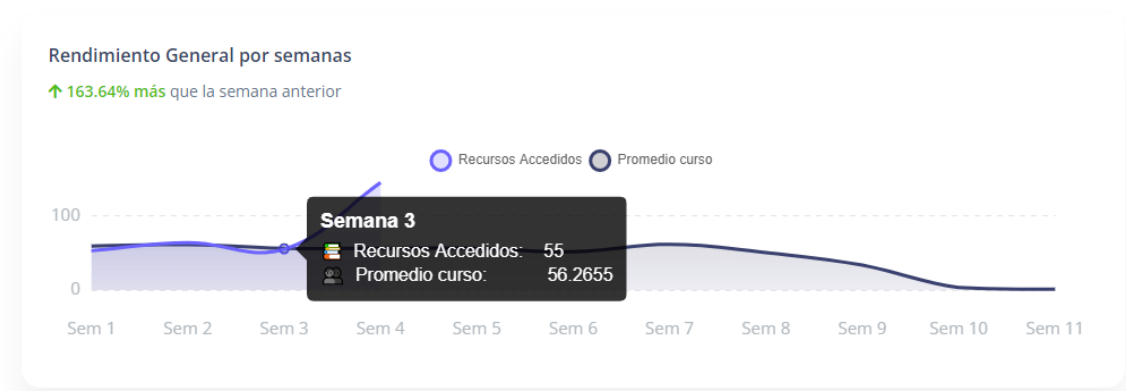 Rendimiento General por semanas
163.64% más que la semana anterior
Recursos Accedidos Promedio curso
100
Semana 3
Recursos Accedidos: 55
Promedio curso: 56.2655
0
Sem 1 Sem 2 Sem 3 Sem 4 Sem 5 Sem 6 Sem 7 Sem 8 Sem 9 Sem 10 Sem 11